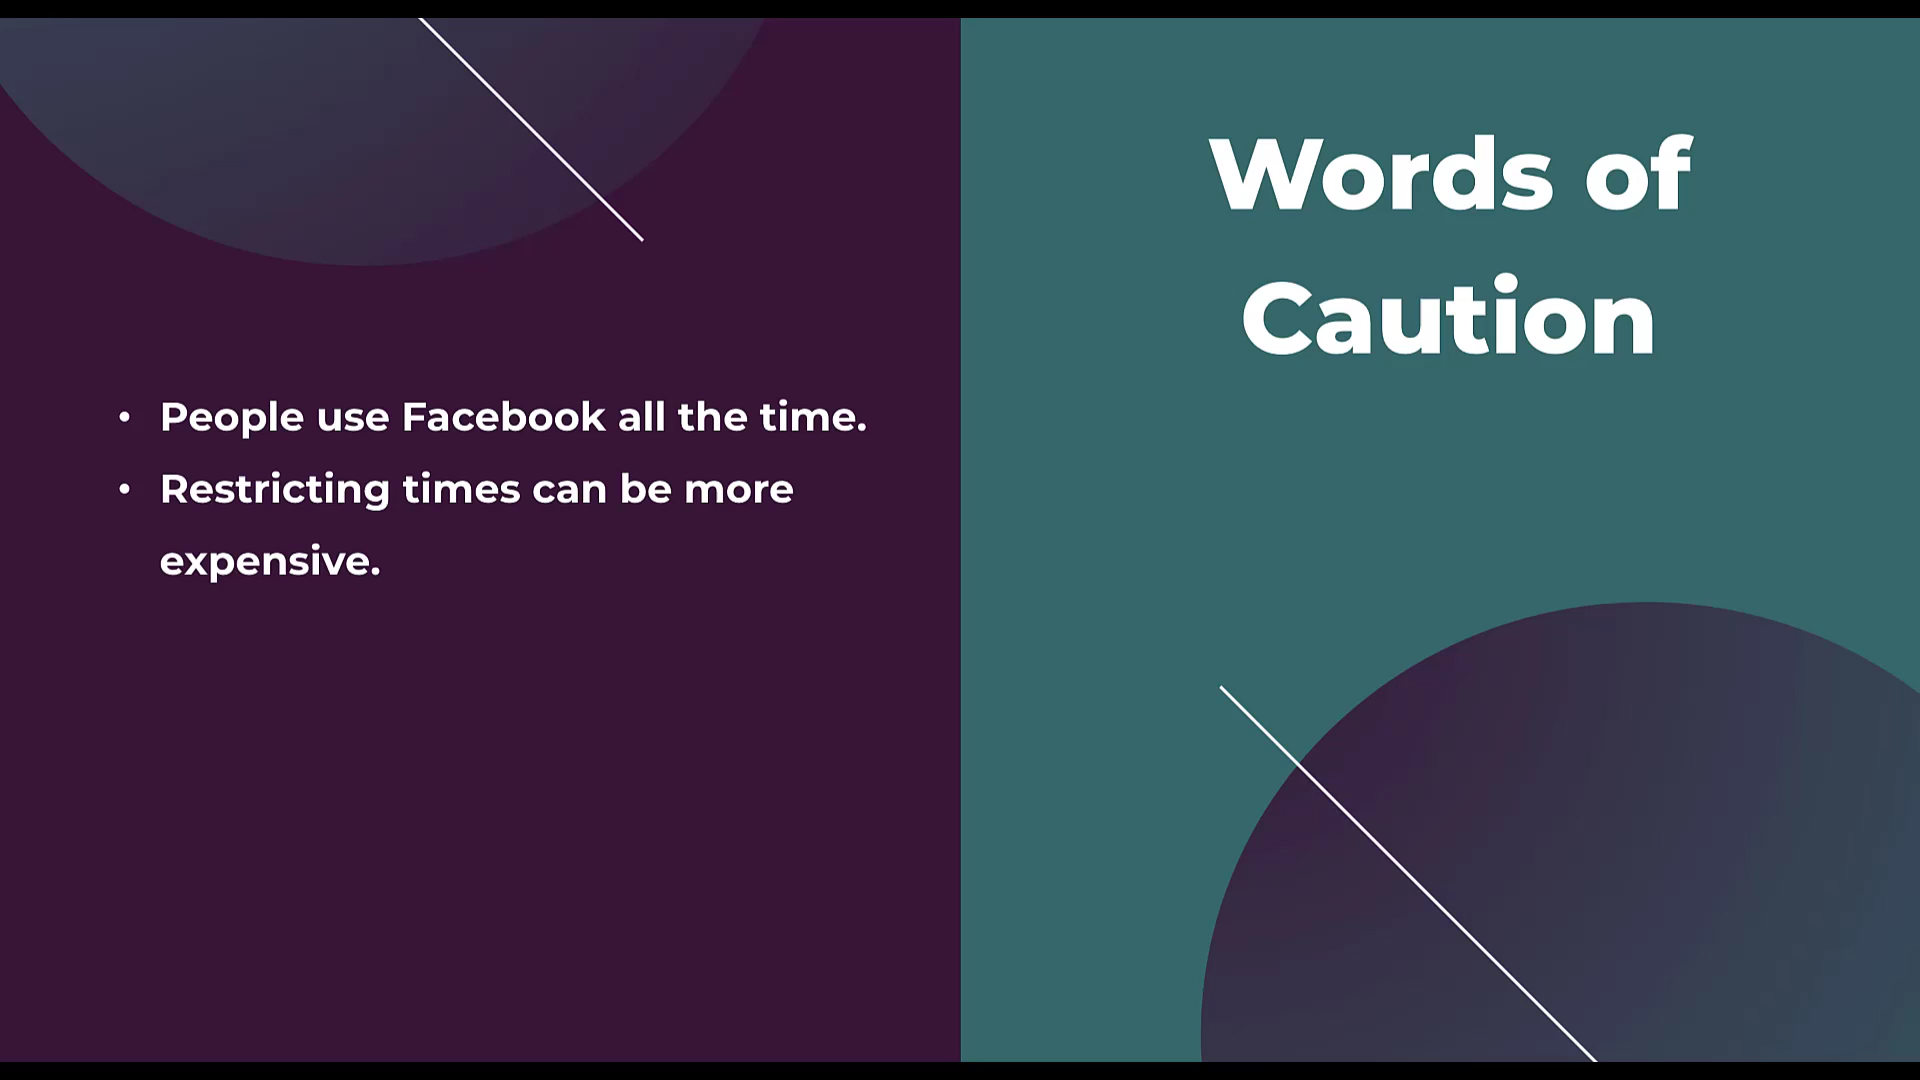 Words of
Caution
• People use Facebook all the time.
• Restricting times can be more
expensive.